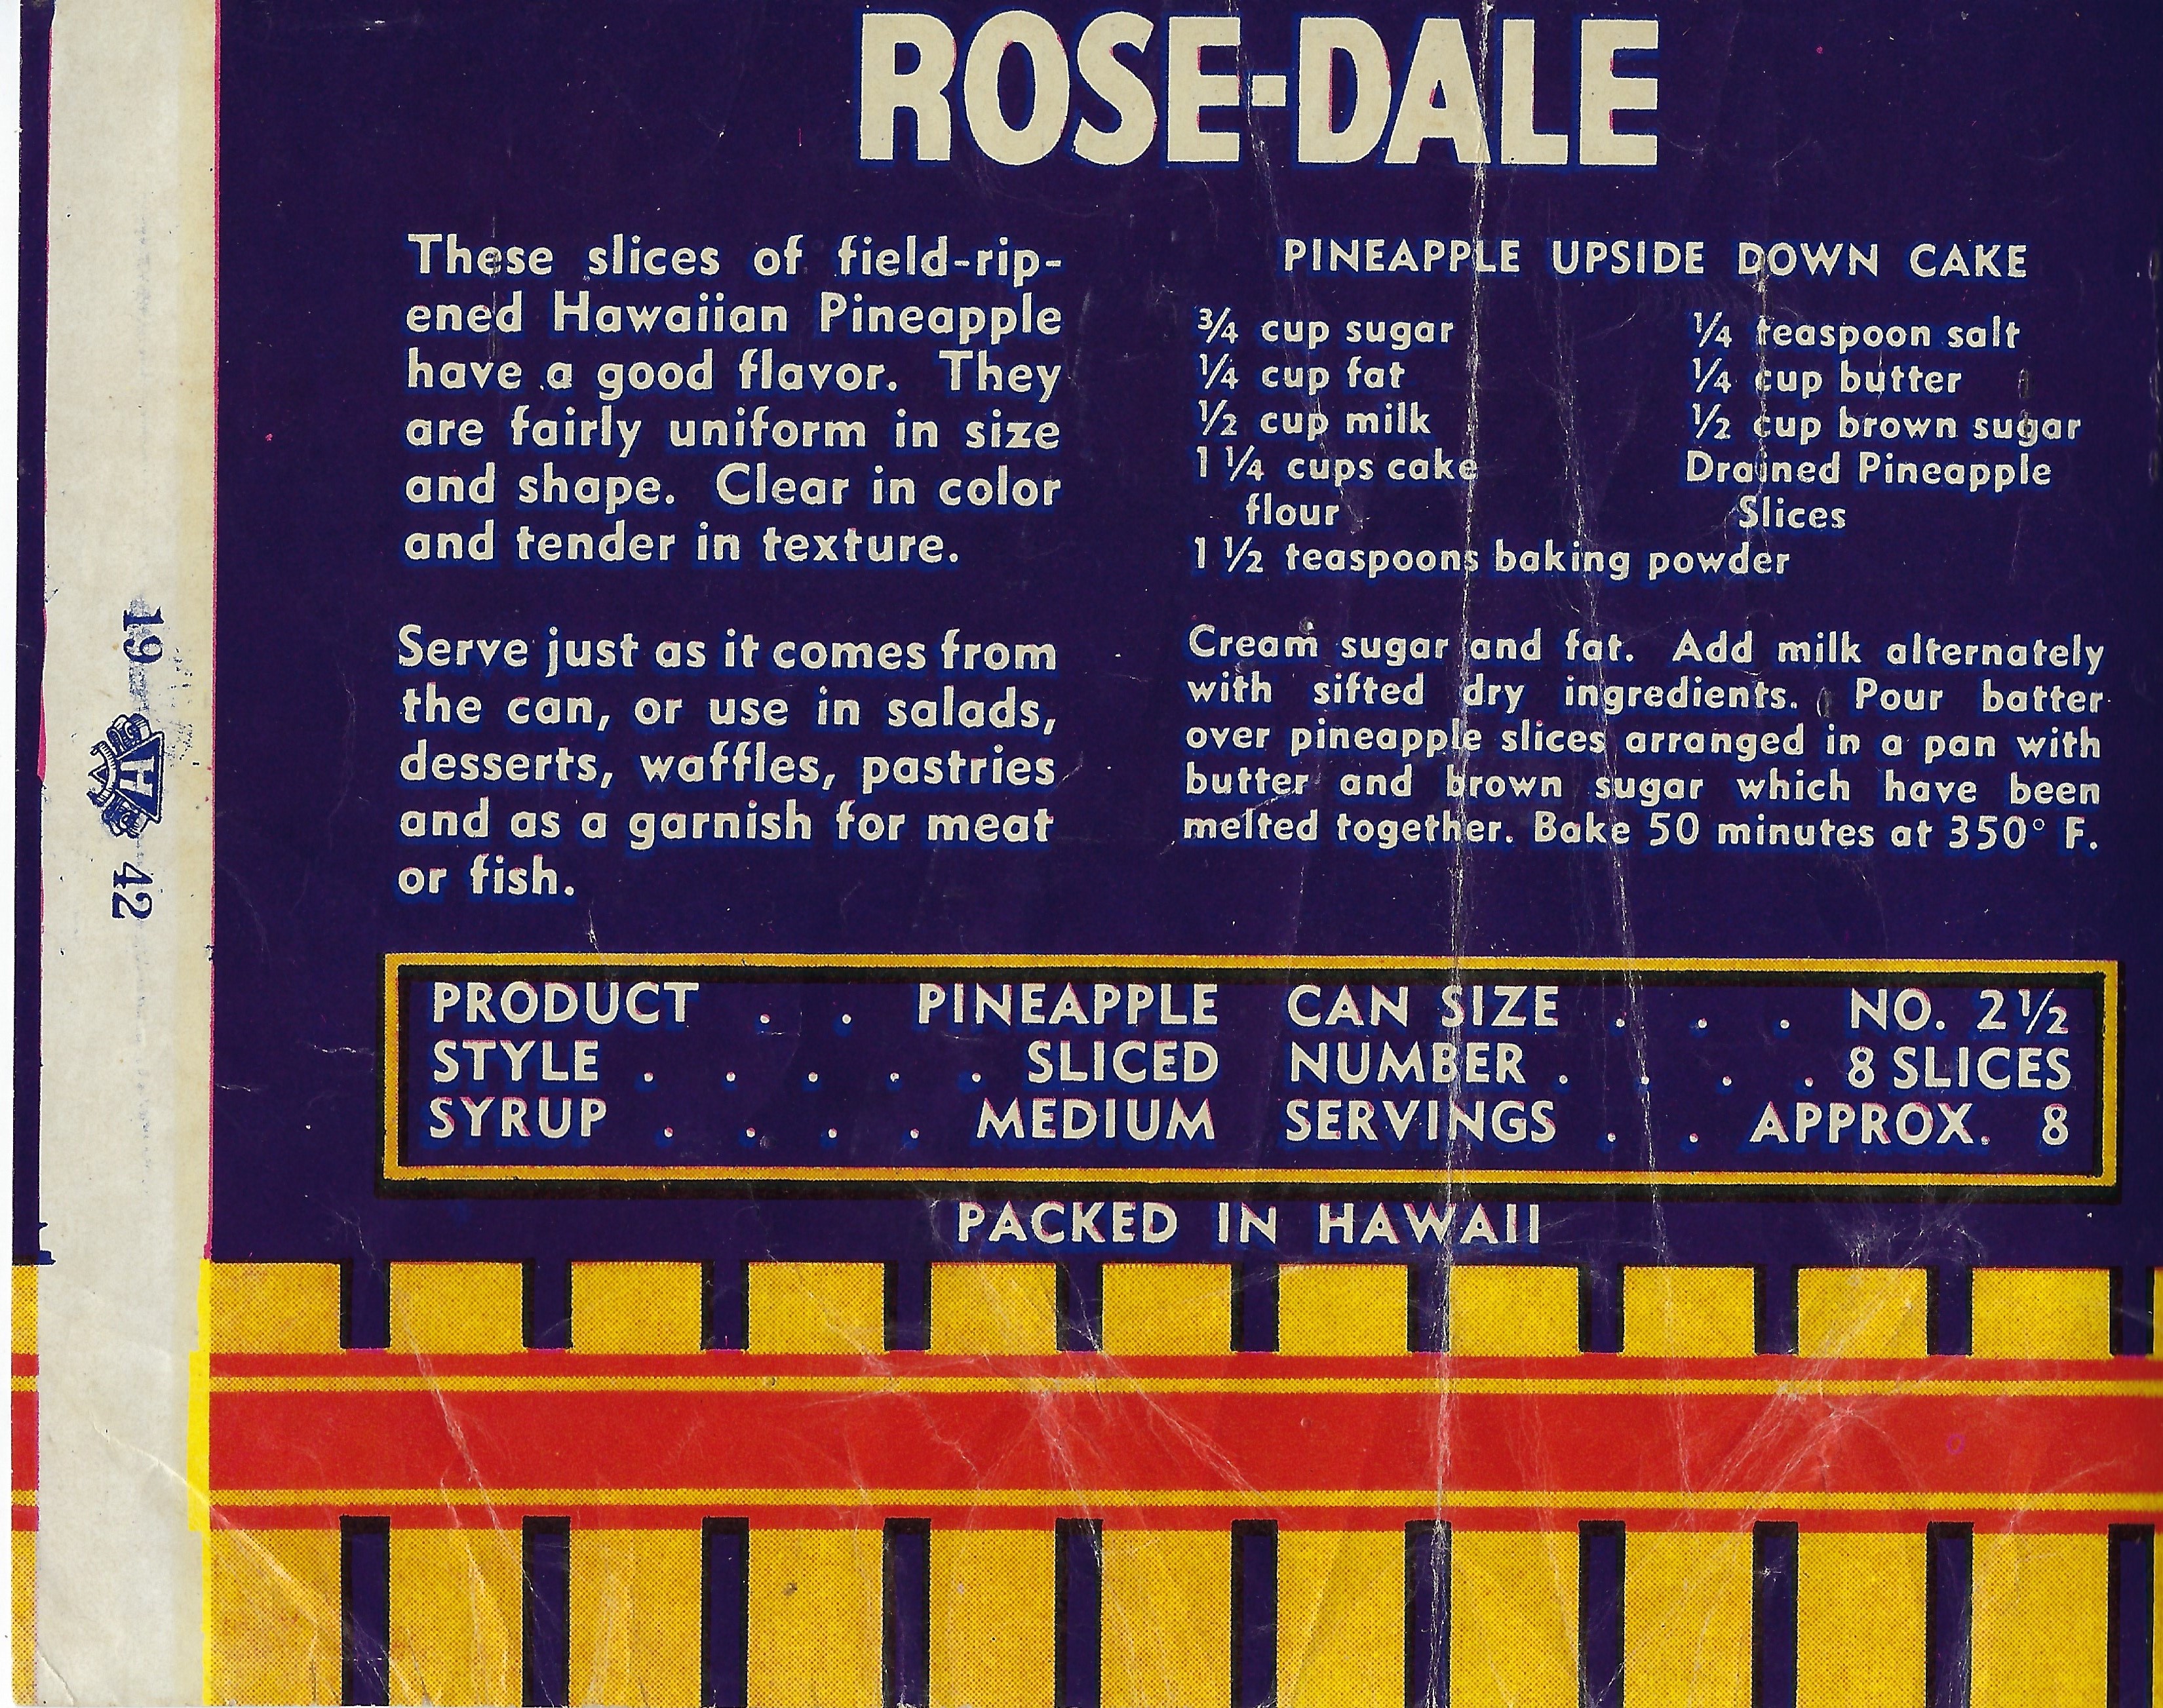 ROSE-DALE
These slices of field-rip-
ened Hawaiian Pineapple
have a good flavor. They
are fairly uniform in size
and shape. Clear in color
and tender in texture.
Serve just as it comes from
the can, or use in salads,
desserts, waffles, pastries
and as a garnish for meat
or fish.
PINEAPPLE UPSIDE DOWN CAKE
¾ cup sugar
¼ cup fat
½ cup milk
1 ¼ cups cake
flour
1 ½ teaspoons baking powder
¼ teaspoon salt
¼ cup butter
½ cup brown sugar
Drained Pineapple
Slices
Cream sugar and fat. Add milk alternately
with sifted dry ingredients. Pour batter
over pineapple slices arranged in a pan with
butter and brown sugar which have been
melted together. Bake 50 minutes at 350° F.
PRODUCT . . PINEAPPLE
STYLE . . . . . SLICED
SYRUP . . . . MEDIUM
CAN SIZE . . . NO. 2½
NUMBER . . . . 8 SLICES
SERVINGS . . APPROX. 8
PACKED IN HAWAII
19 H 42